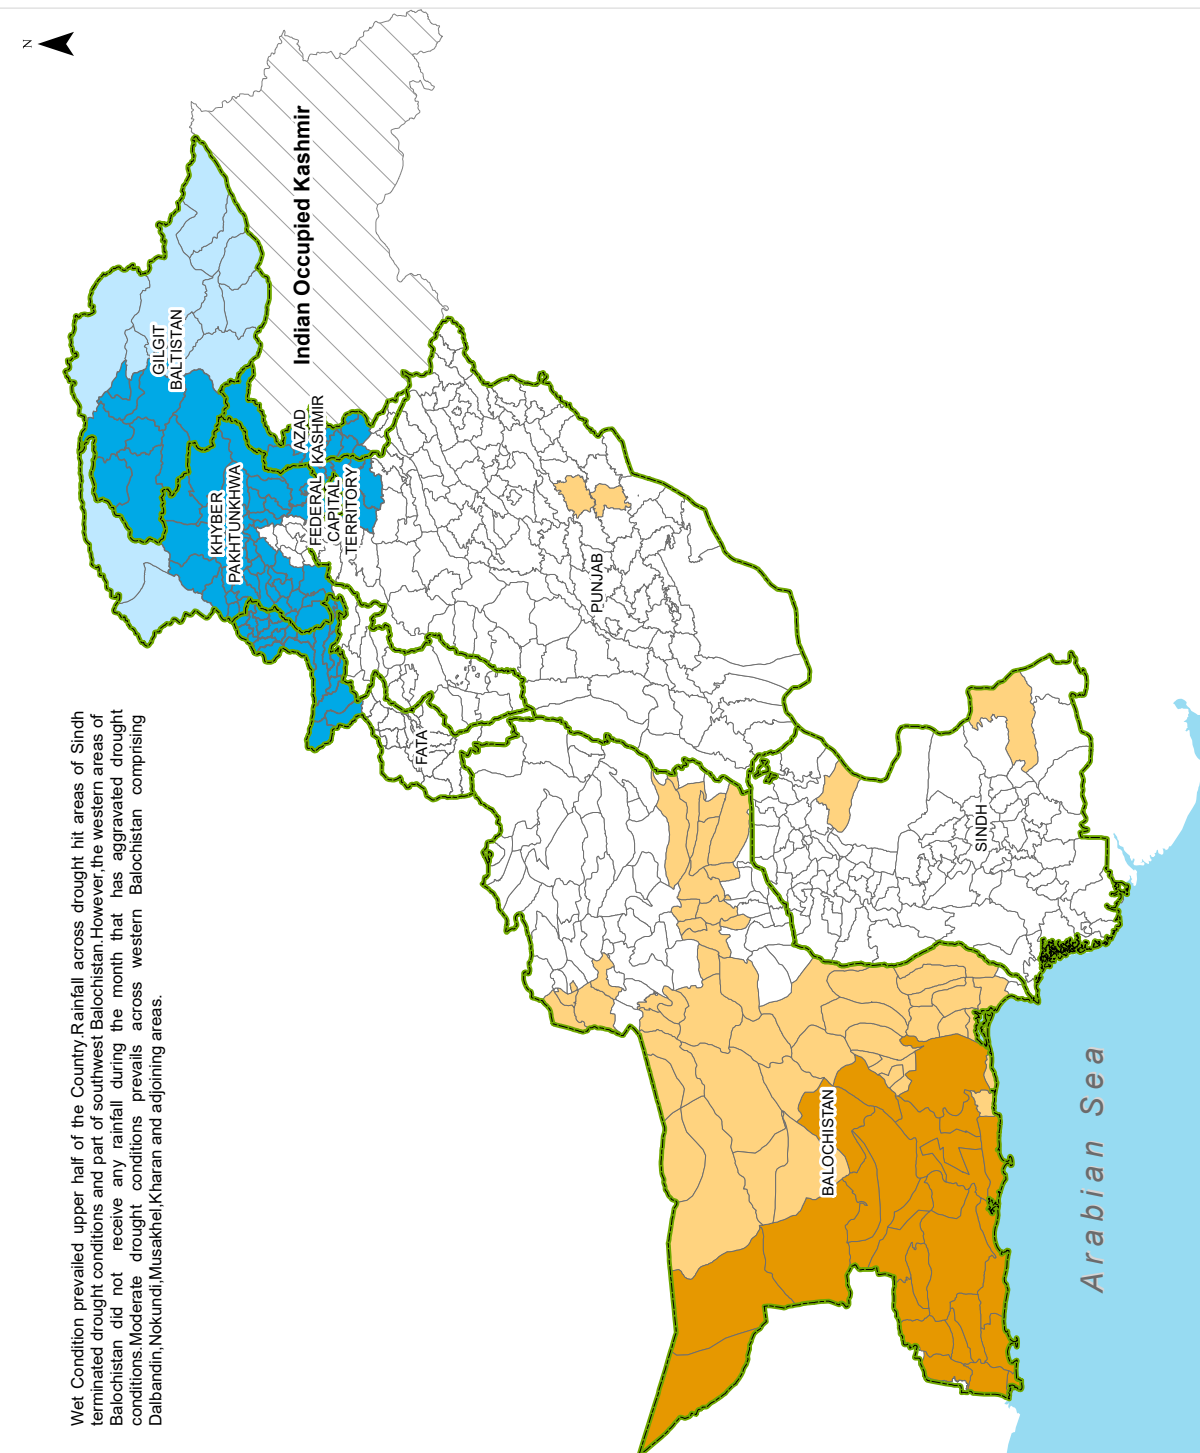 Wet Condition prevailed upper half of the Country.Rainfall across drought hit areas of Sindh
terminated drought conditions and part of southwest Balochistan.However,the western areas of
Balochistan did not receive any rainfall during the month that has aggravated drought
conditions.Moderate drought conditions prevails across western Balochistan comprising
Dalbandin,Nokundi,Musakhel,Kharan and adjoining areas.
N
Indian Occupied Kashmir
GILGIT
BALTISTAN
AZAD
KASHMIR
KHYBER
PAKHTUNKHWA
FEDERAL
CAPITAL
TERRITORY
FATA
PUNJAB
BALOCHISTAN
SINDH
Arabian Sea